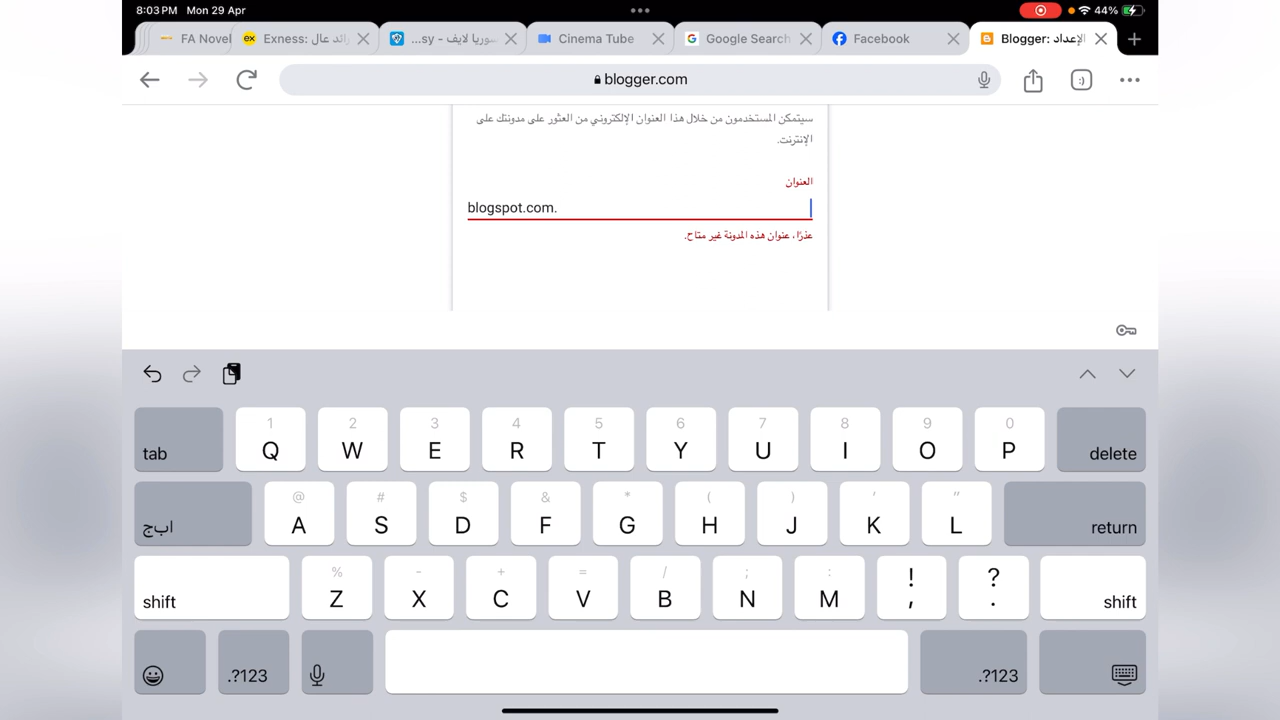 8:03 PM Mon 29 Apr
44%
FA Novel
Exness: ائد عال
سوريا لايف - sy...
Cinema Tube
Google Search
Facebook
Blogger: الإعداد
blogger.com
سيتمكن المستخدمون من خلال هذا العنوان الإلكتروني من العثور على مدونتك على
الإنترنت.
العنوان
blogspot.com.
عذرًا، عنوان هذه المدونة غير متاح.
1 2 3 4 5 6 7 8 9 0
tab Q W E R T Y U I O P delete
@ # $ & * ( ) ' "
ابج A S D F G H J K L return
% - + = / ; : ! ?
shift Z X C V B N M , . shift
.?123 .?123